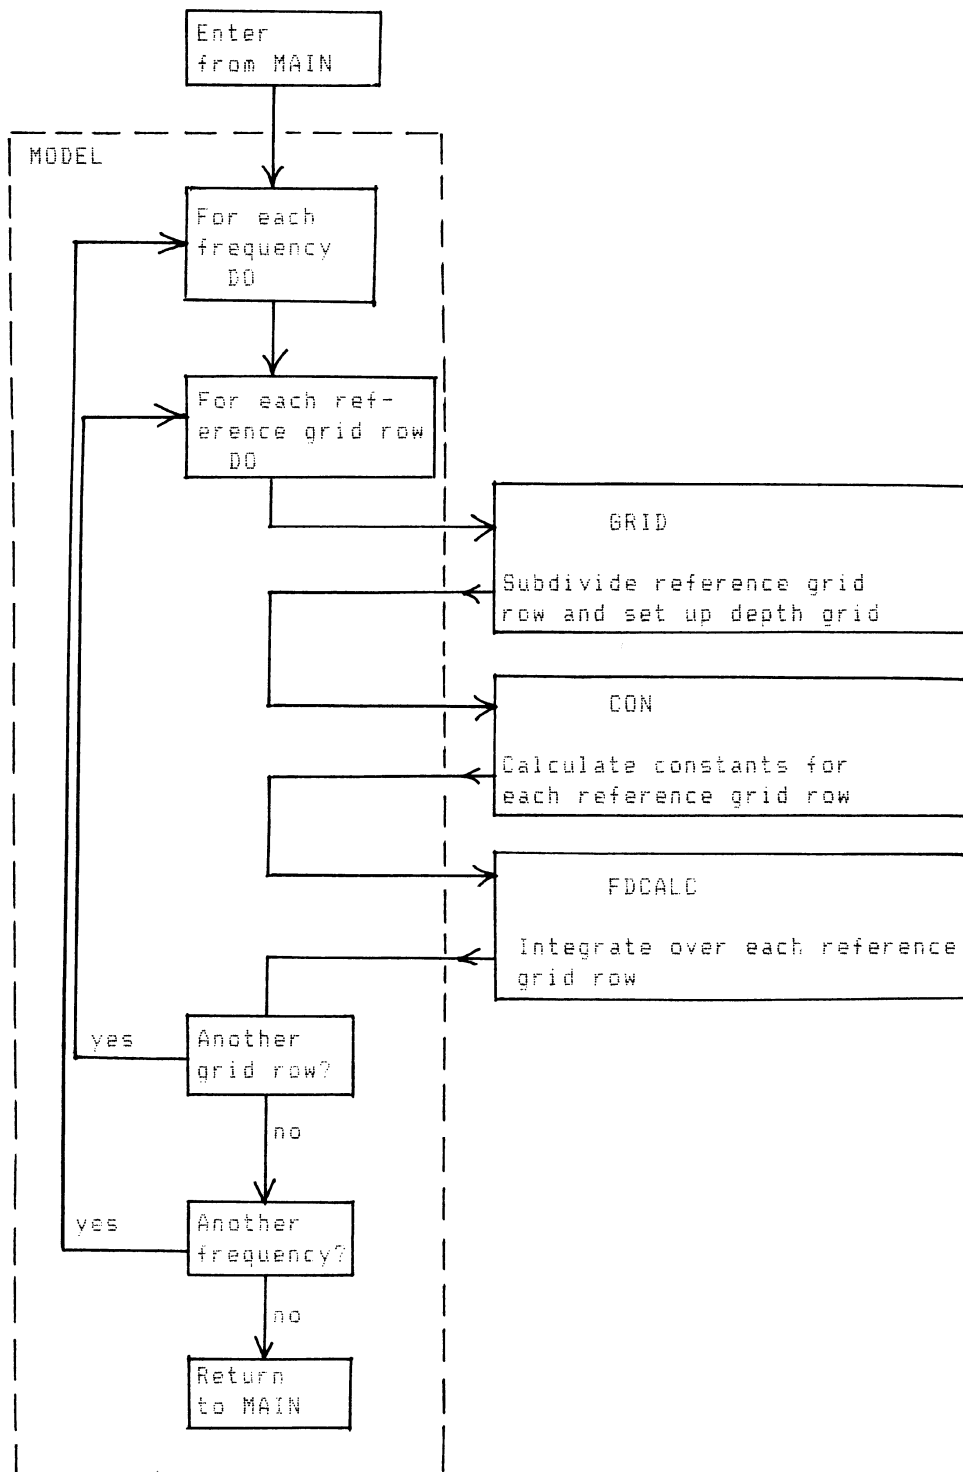 Enter
from MAIN
MODEL
For each
frequency
DO
For each ref-
erence grid row
DO
GRID
Subdivide reference grid
row and set up depth grid
CON
Calculate constants for
each reference grid row
FDCALC
Integrate over each reference
grid row
yes
Another
grid row?
no
yes
Another
frequency?
no
Return
to MAIN